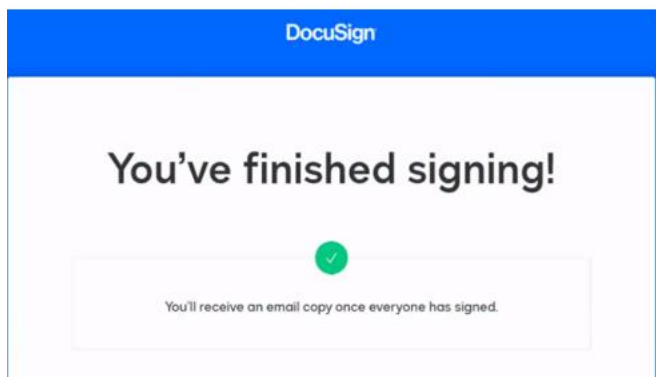 DocuSign
You've finished signing!
You'll receive an email copy once everyone has signed.